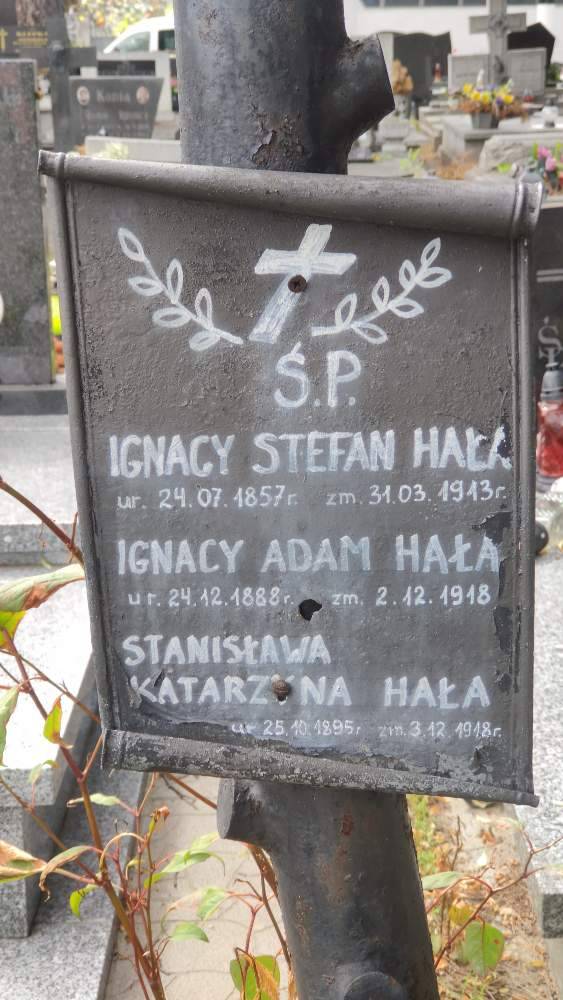 Ś.P.
IGNACY STEFAN HAŁA
ur. 24.07.1857r. zm. 31.03.1913r.
IGNACY ADAM HAŁA
ur. 24.12.1888r. zm. 2.12.1918
STANISŁAWA
KATARZYNA HAŁA
ur 25.10.1895r. zm.3.12.1918r.